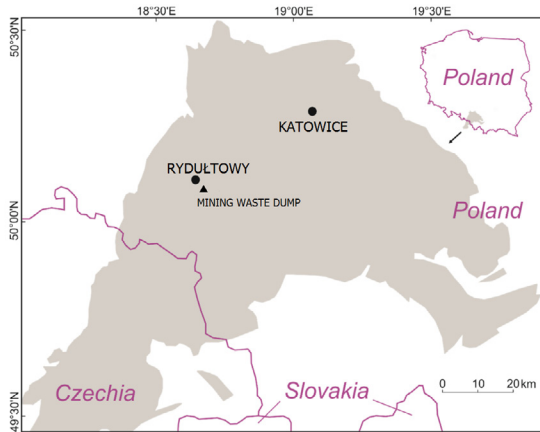 18°30' 19°00' 19°30'
50°30'
Poland
KATOWICE
RYDUŁTOWY
MINING WASTE DUMP
Poland
50°00'
Czechia
Slovakia
0 10 20 km
49°30'